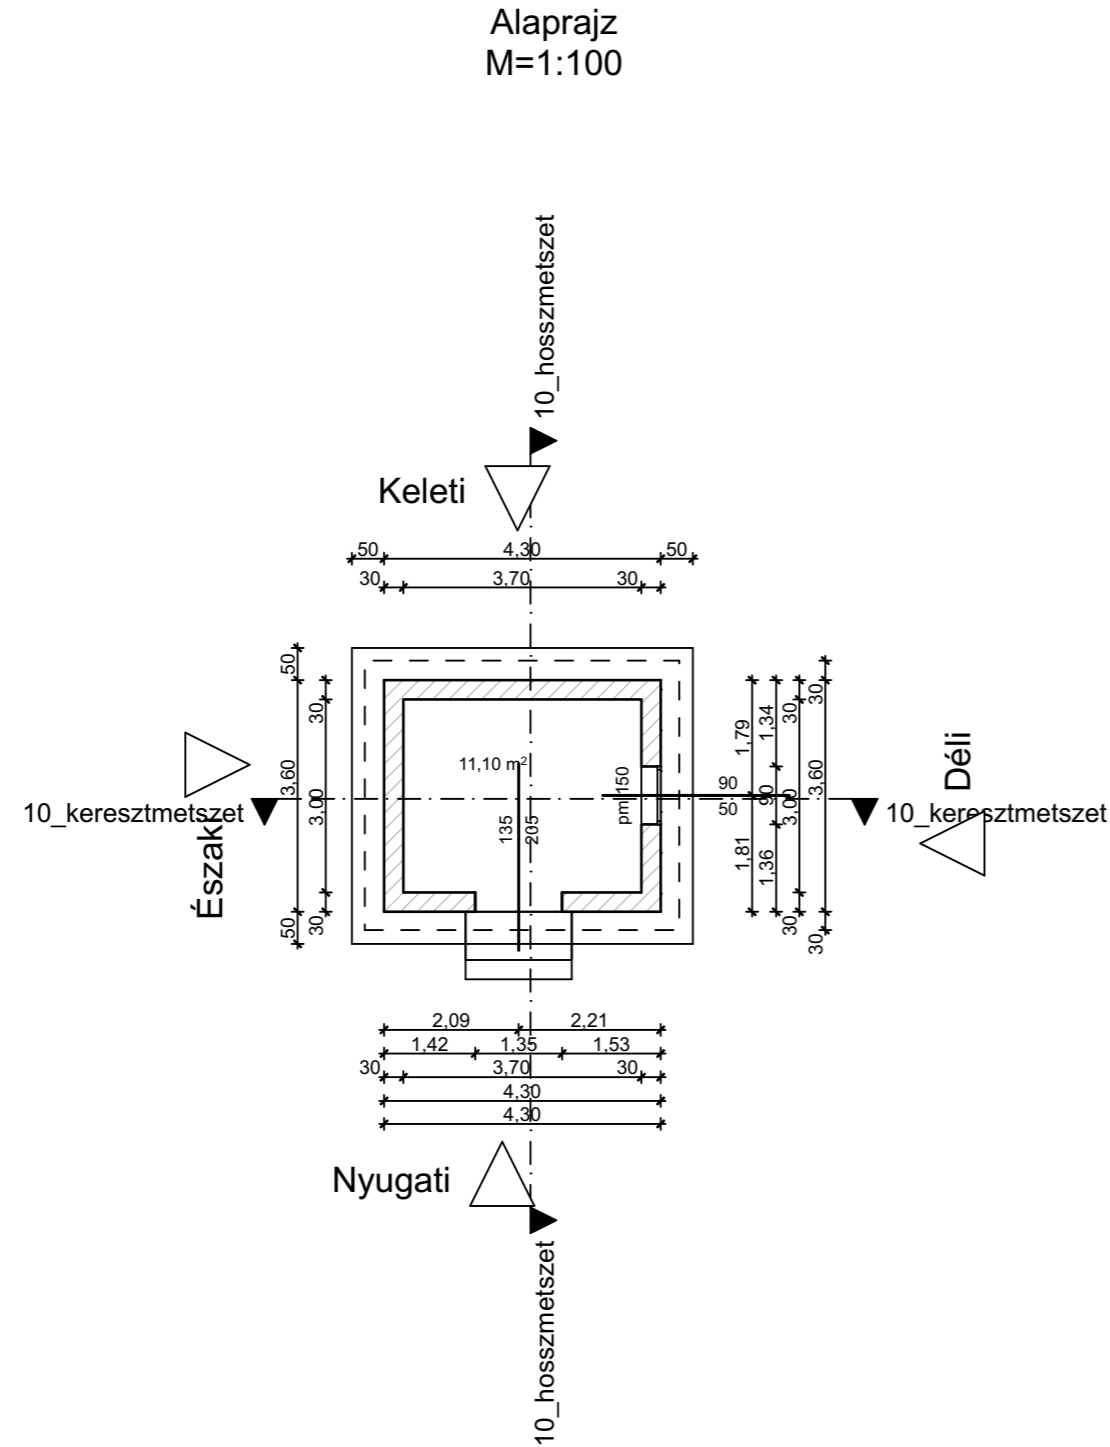 Alaprajz
M=1:100
10_hosszmetszet
Keleti
50 4,30 50
30 3,70 30
50 3,60 50
30 3,00 30
11,10 m²
135
205
pm 150
90
50
1,79 1,81
1,34 90 1,36
30 3,00 30
30 3,60 30
Északi
Déli
10_keresztmetszet
10_keresztmetszet
2,09 2,21
1,42 1,35 1,53
30 3,70 30
4,30
4,30
Nyugati
10_hosszmetszet